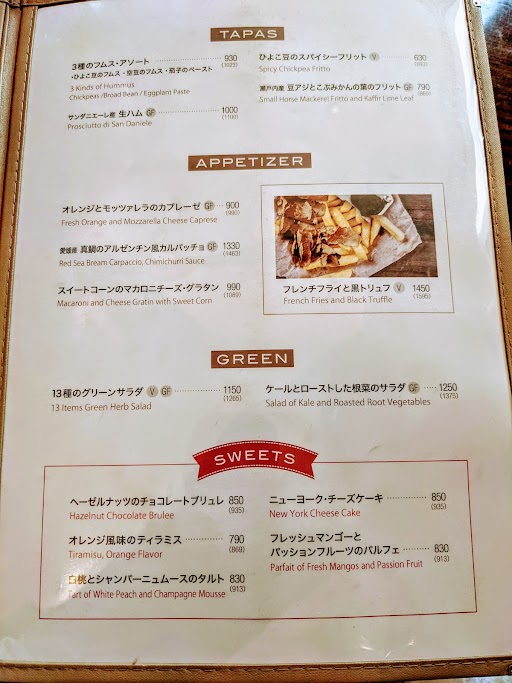 TAPAS
3種のフムス・アソート 930
・ひよこ豆のフムス・空豆のフムス・茄子のペースト (1023)
3 Kinds of Hummus
Chickpeas /Broad Bean / Eggplant Paste
サンダニエーレ産 生ハム GF 1000
Prosciutto di San Daniele (1100)
ひよこ豆のスパイシーフリット V 630
Spicy Chickpea Fritto (693)
瀬戸内産 豆アジとこぶみかんの葉のフリット GF 790
Small Horse Mackerel Fritto and Kaffir Lime Leaf (869)
APPETIZER
オレンジとモッツァレラのカプレーゼ GF 900
Fresh Orange and Mozzarella Cheese Caprese (990)
愛媛産 真鯛のアルゼンチン風カルパッチョ GF 1330
Red Sea Bream Carpaccio, Chimichurri Sauce (1463)
スイートコーンのマカロニチーズ・グラタン 990
Macaroni and Cheese Gratin with Sweet Corn (1089)
フレンチフライと黒トリュフ V 1450
French Fries and Black Truffle (1595)
GREEN
13種のグリーンサラダ V GF 1150
13 Items Green Herb Salad (1265)
ケールとローストした根菜のサラダ GF 1250
Salad of Kale and Roasted Root Vegetables (1375)
SWEETS
ヘーゼルナッツのチョコレートブリュレ 850
Hazelnut Chocolate Brulee (935)
オレンジ風味のティラミス 790
Tiramisu, Orange Flavor (869)
白桃とシャンパーニュムースのタルト 830
Tart of White Peach and Champagne Mousse (913)
ニューヨーク・チーズケーキ 850
New York Cheese Cake (935)
フレッシュマンゴーと
パッションフルーツのパルフェ 830
Parfait of Fresh Mangos and Passion Fruit (913)